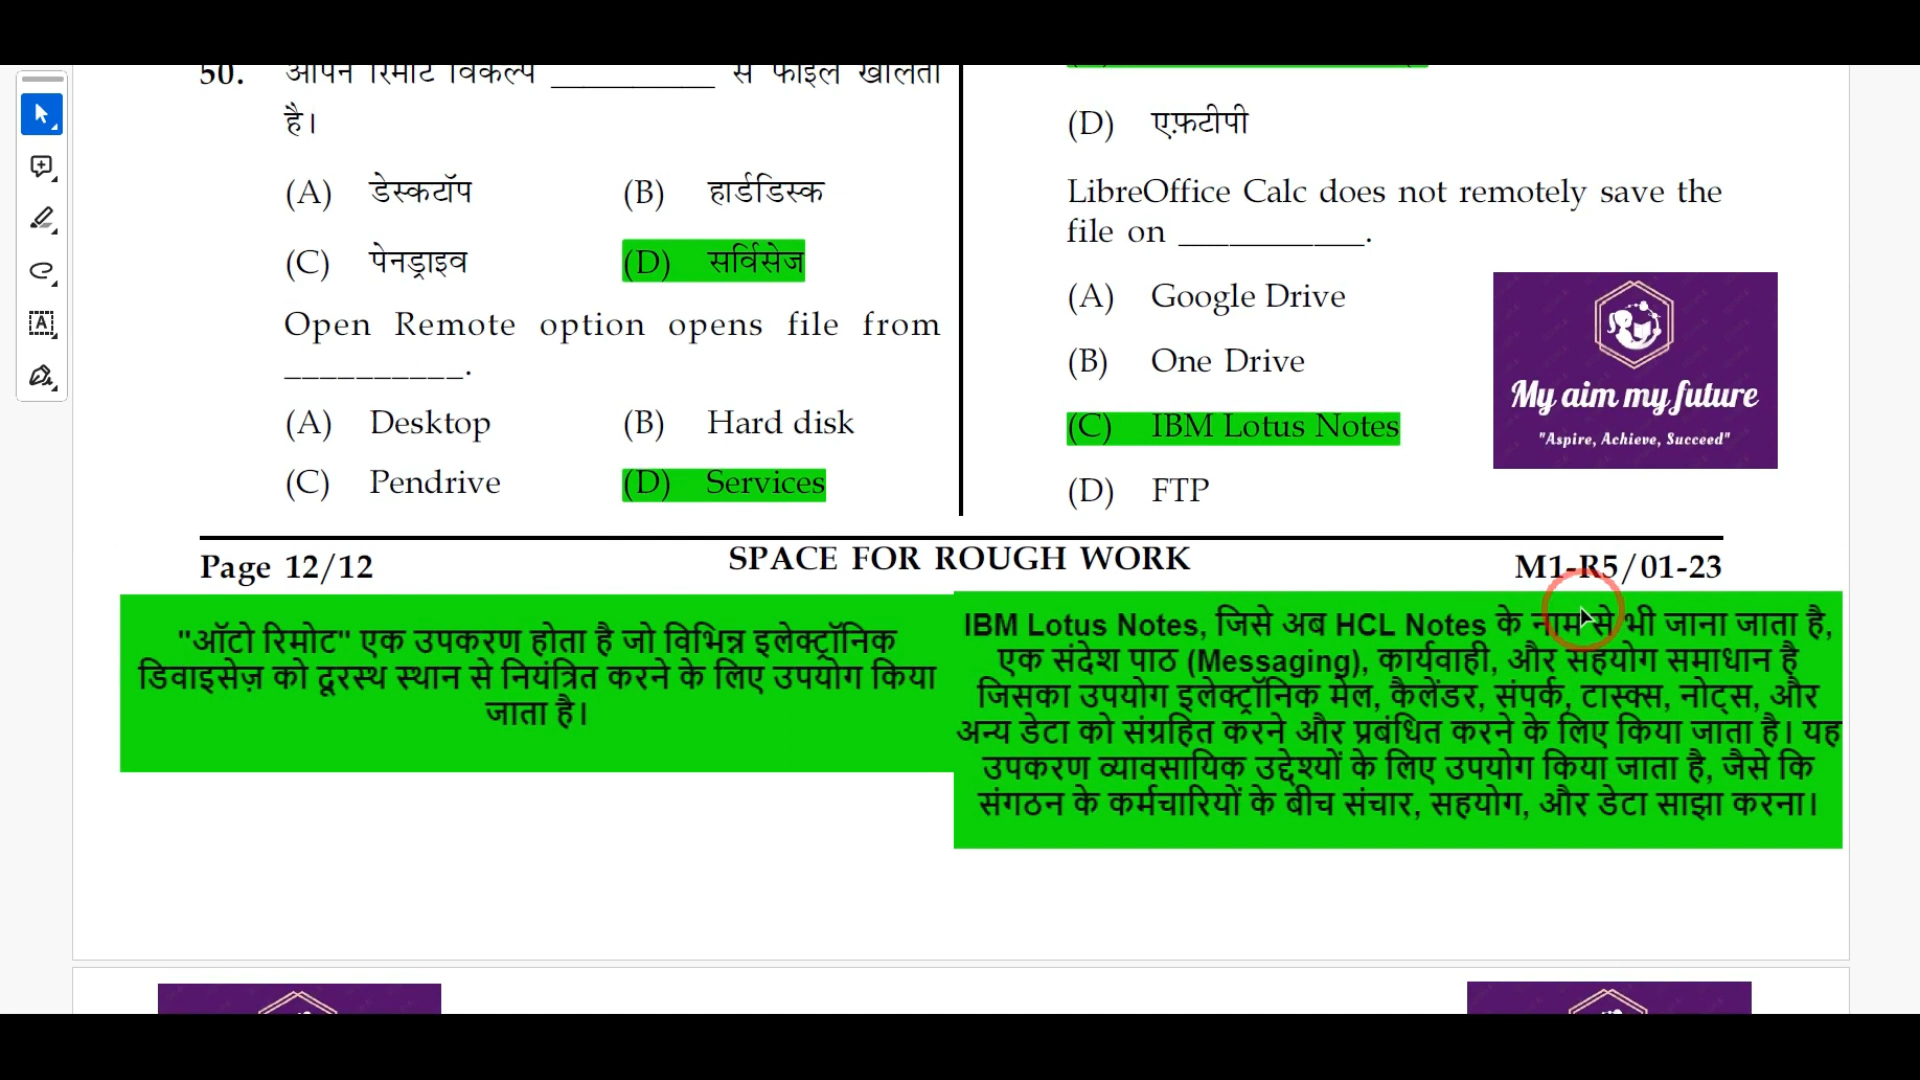 50. ओपन रिमोट विकल्प ___________ से फाइल खोलता
है।
(A) डेस्कटॉप (B) हार्डडिस्क
(C) पेनड्राइव (D) सर्विसेज
Open Remote option opens file from
____________.
(A) Desktop (B) Hard disk
(C) Pendrive (D) Services
(D) एफ़टीपी
LibreOffice Calc does not remotely save the
file on ____________.
(A) Google Drive
(B) One Drive
(C) IBM Lotus Notes
(D) FTP
My aim my future
"Aspire, Achieve, Succeed"
Page 12/12 SPACE FOR ROUGH WORK M1-R5/01-23
"ऑटो रिमोट" एक उपकरण होता है जो विभिन्न इलेक्ट्रॉनिक
डिवाइसेज़ को दूरस्थ स्थान से नियंत्रित करने के लिए उपयोग किया
जाता है।
IBM Lotus Notes, जिसे अब HCL Notes के नाम से भी जाना जाता है,
एक संदेश पाठ (Messaging), कार्यवाही, और सहयोग समाधान है
जिसका उपयोग इलेक्ट्रॉनिक मेल, कैलेंडर, संपर्क, टास्क्स, नोट्स, और
अन्य डेटा को संग्रहित करने और प्रबंधित करने के लिए किया जाता है। यह
उपकरण व्यावसायिक उद्देश्यों के लिए उपयोग किया जाता है, जैसे कि
संगठन के कर्मचारियों के बीच संचार, सहयोग, और डेटा साझा करना।